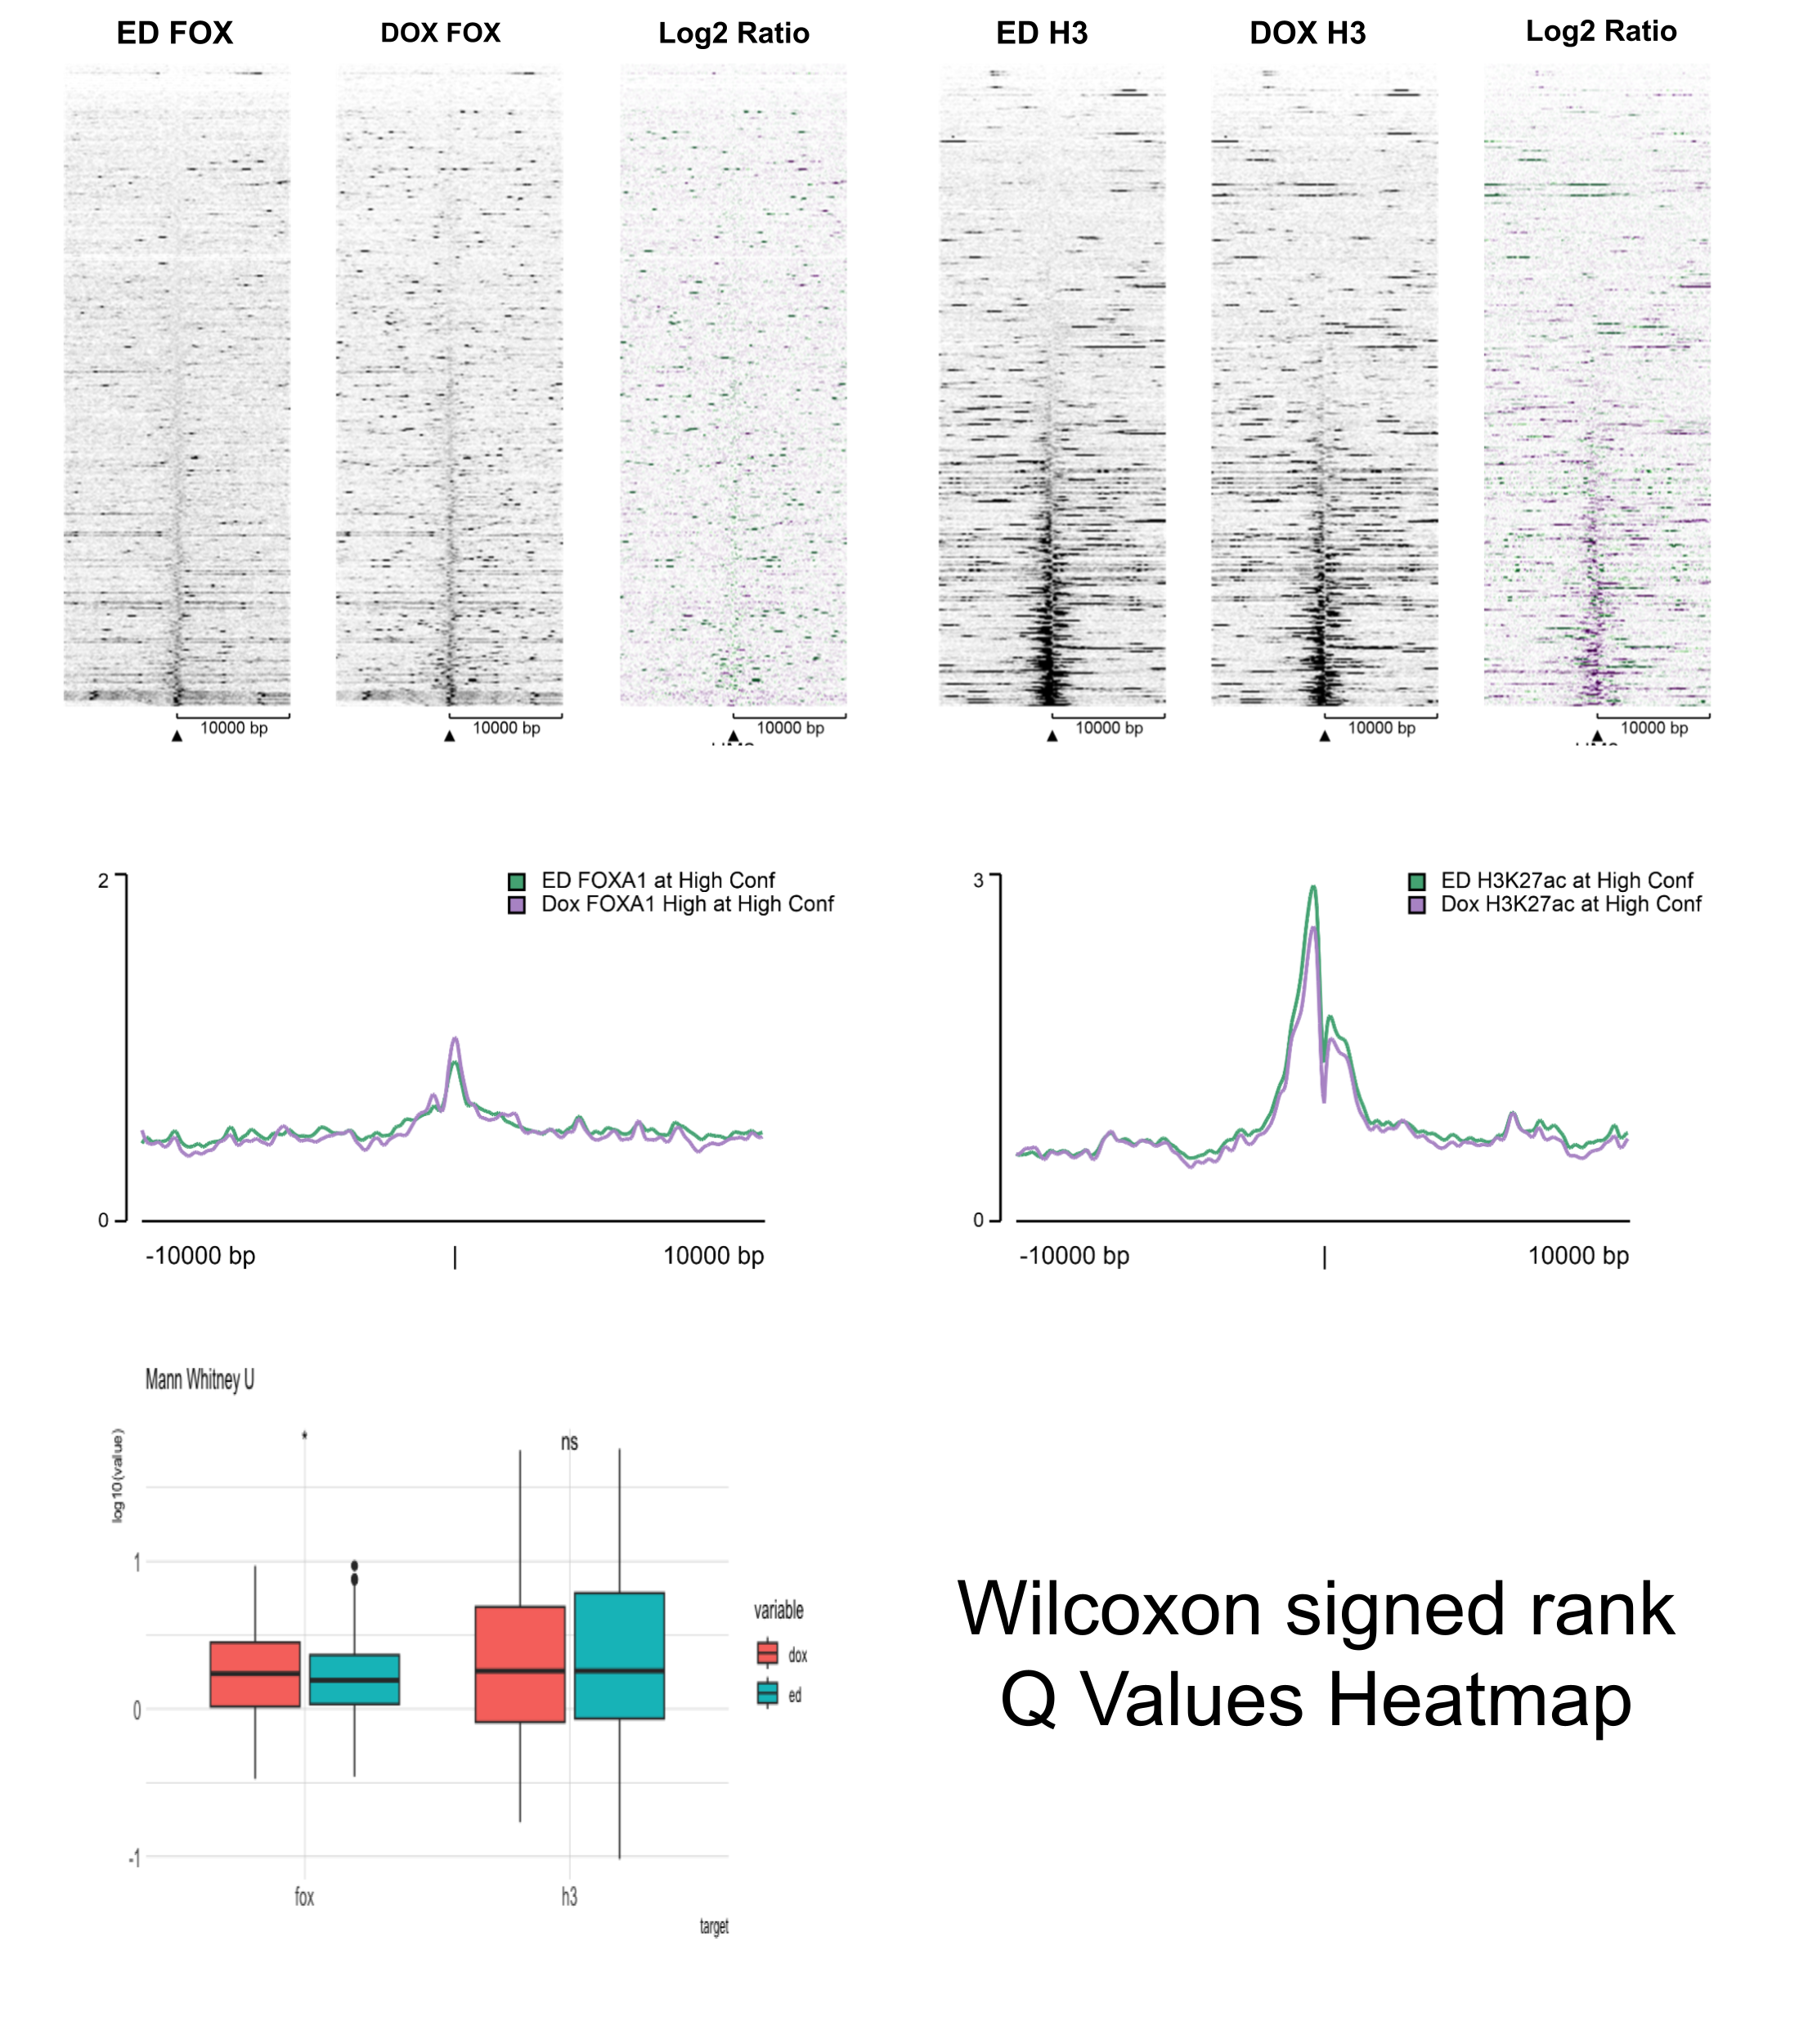 ED FOX
DOX FOX
Log2 Ratio
ED H3
DOX H3
Log2 Ratio
10000 bp
10000 bp
10000 bp
10000 bp
10000 bp
10000 bp
2
ED FOXA1 at High Conf
Dox FOXA1 High at High Conf
0
-10000 bp
|
10000 bp
3
ED H3K27ac at High Conf
Dox H3K27ac at High Conf
0
-10000 bp
|
10000 bp
Mann Whitney U
log10(value)
*
ns
1
0
-1
fox
h3
target
variable
dox
ed
Wilcoxon signed rank
Q Values Heatmap